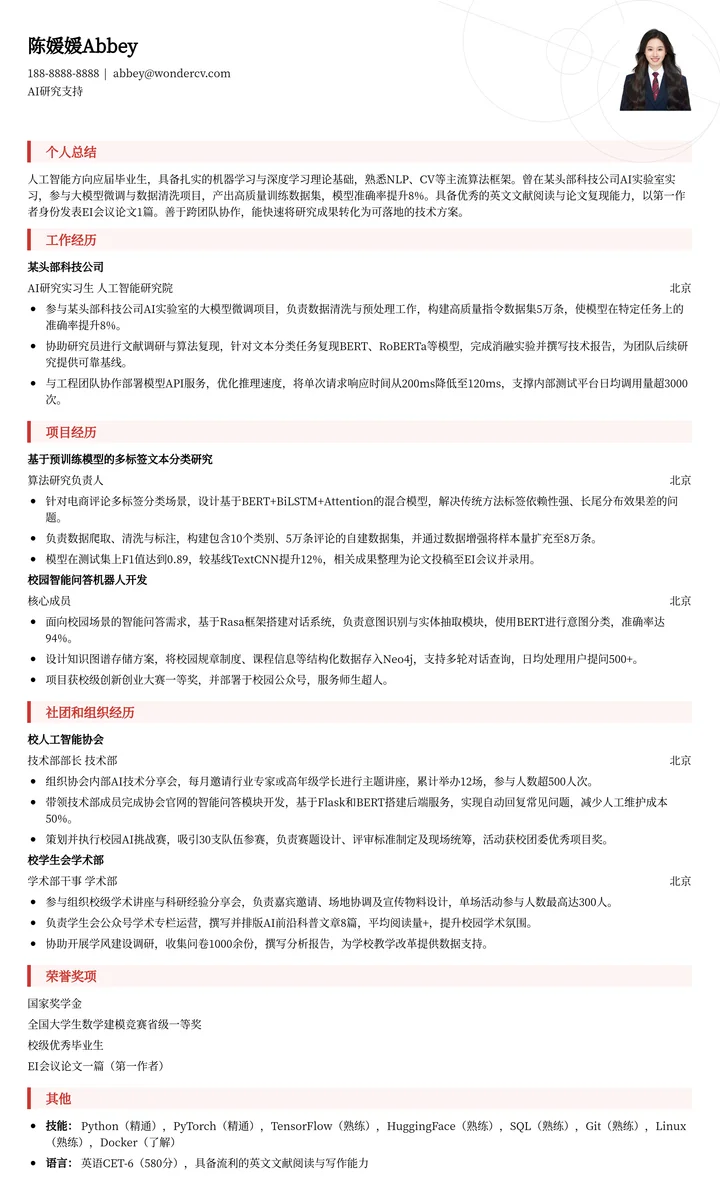 陈媛媛Abbey
188-8888-8888 | abbey@wondercv.com
AI研究支持
个人总结
人工智能方向应届毕业生，具备扎实的机器学习与深度学习理论基础，熟悉NLP、CV等主流算法框架。曾在某头部科技公司AI实验室实
习，参与大模型微调与数据清洗项目，产出高质量训练数据集，模型准确率提升8%。具备优秀的英文文献阅读与论文复现能力，以第一作
者身份发表EI会议论文1篇。善于跨团队协作，能快速将研究成果转化为可落地的技术方案。
工作经历
某头部科技公司
AI研究实习生 人工智能研究院 北京
参与某头部科技公司AI实验室的大模型微调项目，负责数据清洗与预处理工作，构建高质量指令数据集5万条，使模型在特定任务上的
准确率提升8%。
协助研究员进行文献调研与算法复现，针对文本分类任务复现BERT、RoBERTa等模型，完成消融实验并撰写技术报告，为团队后续研
究提供可靠基线。
与工程团队协作部署模型API服务，优化推理速度，将单次请求响应时间从200ms降低至120ms，支撑内部测试平台日均调用量超3000
次。
项目经历
基于预训练模型的多标签文本分类研究
算法研究负责人 北京
针对电商评论多标签分类场景，设计基于BERT+BiLSTM+Attention的混合模型，解决传统方法标签依赖性强、长尾分布效果差的问
题。
负责数据爬取、清洗与标注，构建包含10个类别、5万条评论的自建数据集，并通过数据增强将样本量扩充至8万条。
模型在测试集上F1值达到0.89，较基线TextCNN提升12%，相关成果整理为论文投稿至EI会议并录用。
校园智能问答机器人开发
核心成员 北京
面向校园场景的智能问答需求，基于Rasa框架搭建对话系统，负责意图识别与实体抽取模块，使用BERT进行意图分类，准确率达
94%。
设计知识图谱存储方案，将校园规章制度、课程信息等结构化数据存入Neo4j，支持多轮对话查询，日均处理用户提问500+。
项目获校级创新创业大赛一等奖，并部署于校园公众号，服务师生超人。
社团和组织经历
校人工智能协会
技术部部长 技术部 北京
组织协会内部AI技术分享会，每月邀请行业专家或高年级学长进行主题讲座，累计举办12场，参与人数超500人次。
带领技术部成员完成协会官网的智能问答模块开发，基于Flask和BERT搭建后端服务，实现自动回复常见问题，减少人工维护成本
50%。
策划并执行校园AI挑战赛，吸引30支队伍参赛，负责赛题设计、评审标准制定及现场统筹，活动获校团委优秀项目奖。
校学生会学术部
学术部干事 学术部 北京
参与组织校级学术讲座与科研经验分享会，负责嘉宾邀请、场地协调及宣传物料设计，单场活动参与人数最高达300人。
负责学生会公众号学术专栏运营，撰写并排版AI前沿科普文章8篇，平均阅读量+，提升校园学术氛围。
协助开展学风建设调研，收集问卷1000余份，撰写分析报告，为学校教学改革提供数据支持。
荣誉奖项
国家奖学金
全国大学生数学建模竞赛省级一等奖
校级优秀毕业生
EI会议论文一篇（第一作者）
其他
技能： Python（精通），PyTorch（精通），TensorFlow（熟练），HuggingFace（熟练），SQL（熟练），Git（熟练），Linux
（熟练），Docker（了解）
语言： 英语CET-6（580分），具备流利的英文文献阅读与写作能力